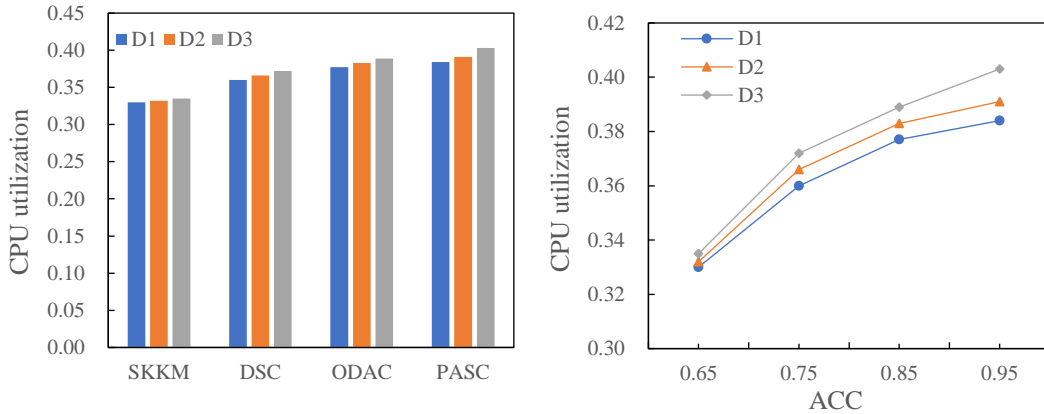 0.45
0.40
0.35
0.30
0.25
0.20
0.15
0.10
0.05
0.00
CPU utilization
D1 D2 D3
SKKM DSC ODAC PASC
0.42
0.40
0.38
0.36
0.34
0.32
0.30
CPU utilization
D1
D2
D3
0.65 0.75 0.85 0.95
ACC